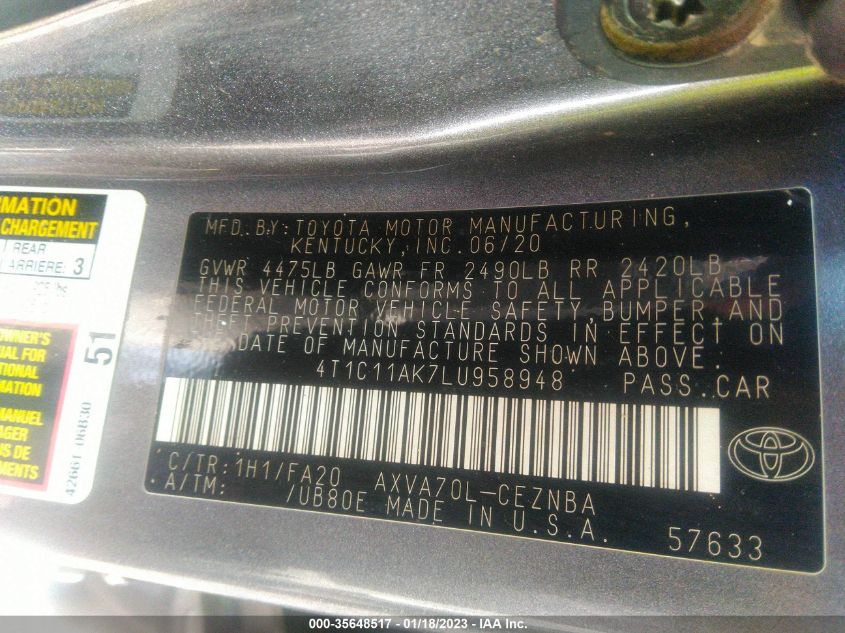 MFD. BY: TOYOTA MOTOR MANUFACTURING,
KENTUCKY, INC. 06/20
GVWR 4475LB GAWR FR 2490LB RR 2420LB
THIS VEHICLE CONFORMS TO ALL APPLICABLE
FEDERAL MOTOR VEHICLE SAFETY, BUMPER AND
THEFT PREVENTION STANDARDS IN EFFECT ON
THE DATE OF MANUFACTURE SHOWN ABOVE.
4T1C11AK7LU958948 PASS.CAR
C/TR: 1H1/FA20 AXVA70L-CEZNBA
A/TM: /UB80E MADE IN U.S.A.
57633
CHARGEMENT
REAR
ARRIERE: 3
51
42661-06B30
000-35648517 - 01/18/2023 - IAA Inc.